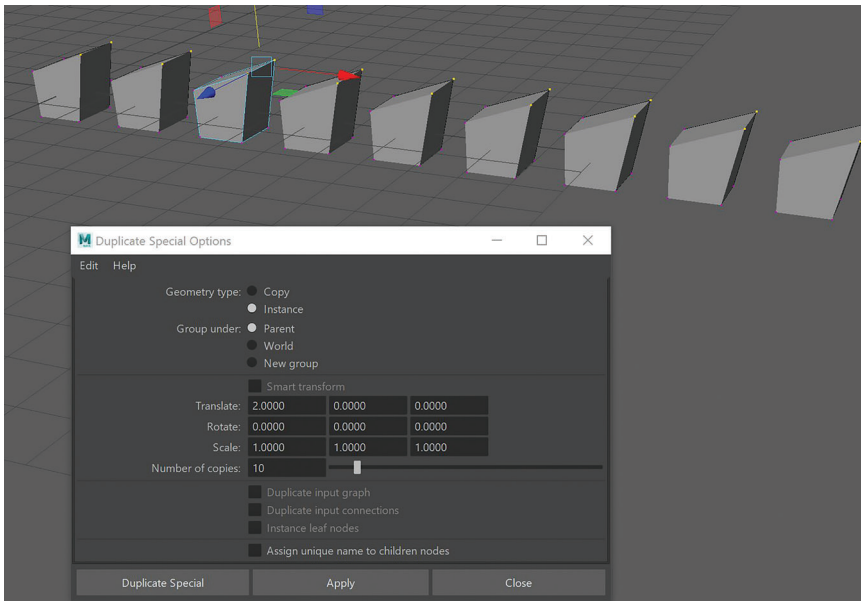 M Duplicate Special Options
Edit Help
Geometry type: Copy
Instance
Group under: Parent
World
New group
Smart transform
Translate: 2.0000 0.0000 0.0000
Rotate: 0.0000 0.0000 0.0000
Scale: 1.0000 1.0000 1.0000
Number of copies: 10
Duplicate input graph
Duplicate input connections
Instance leaf nodes
Assign unique name to children nodes
Duplicate Special Apply Close